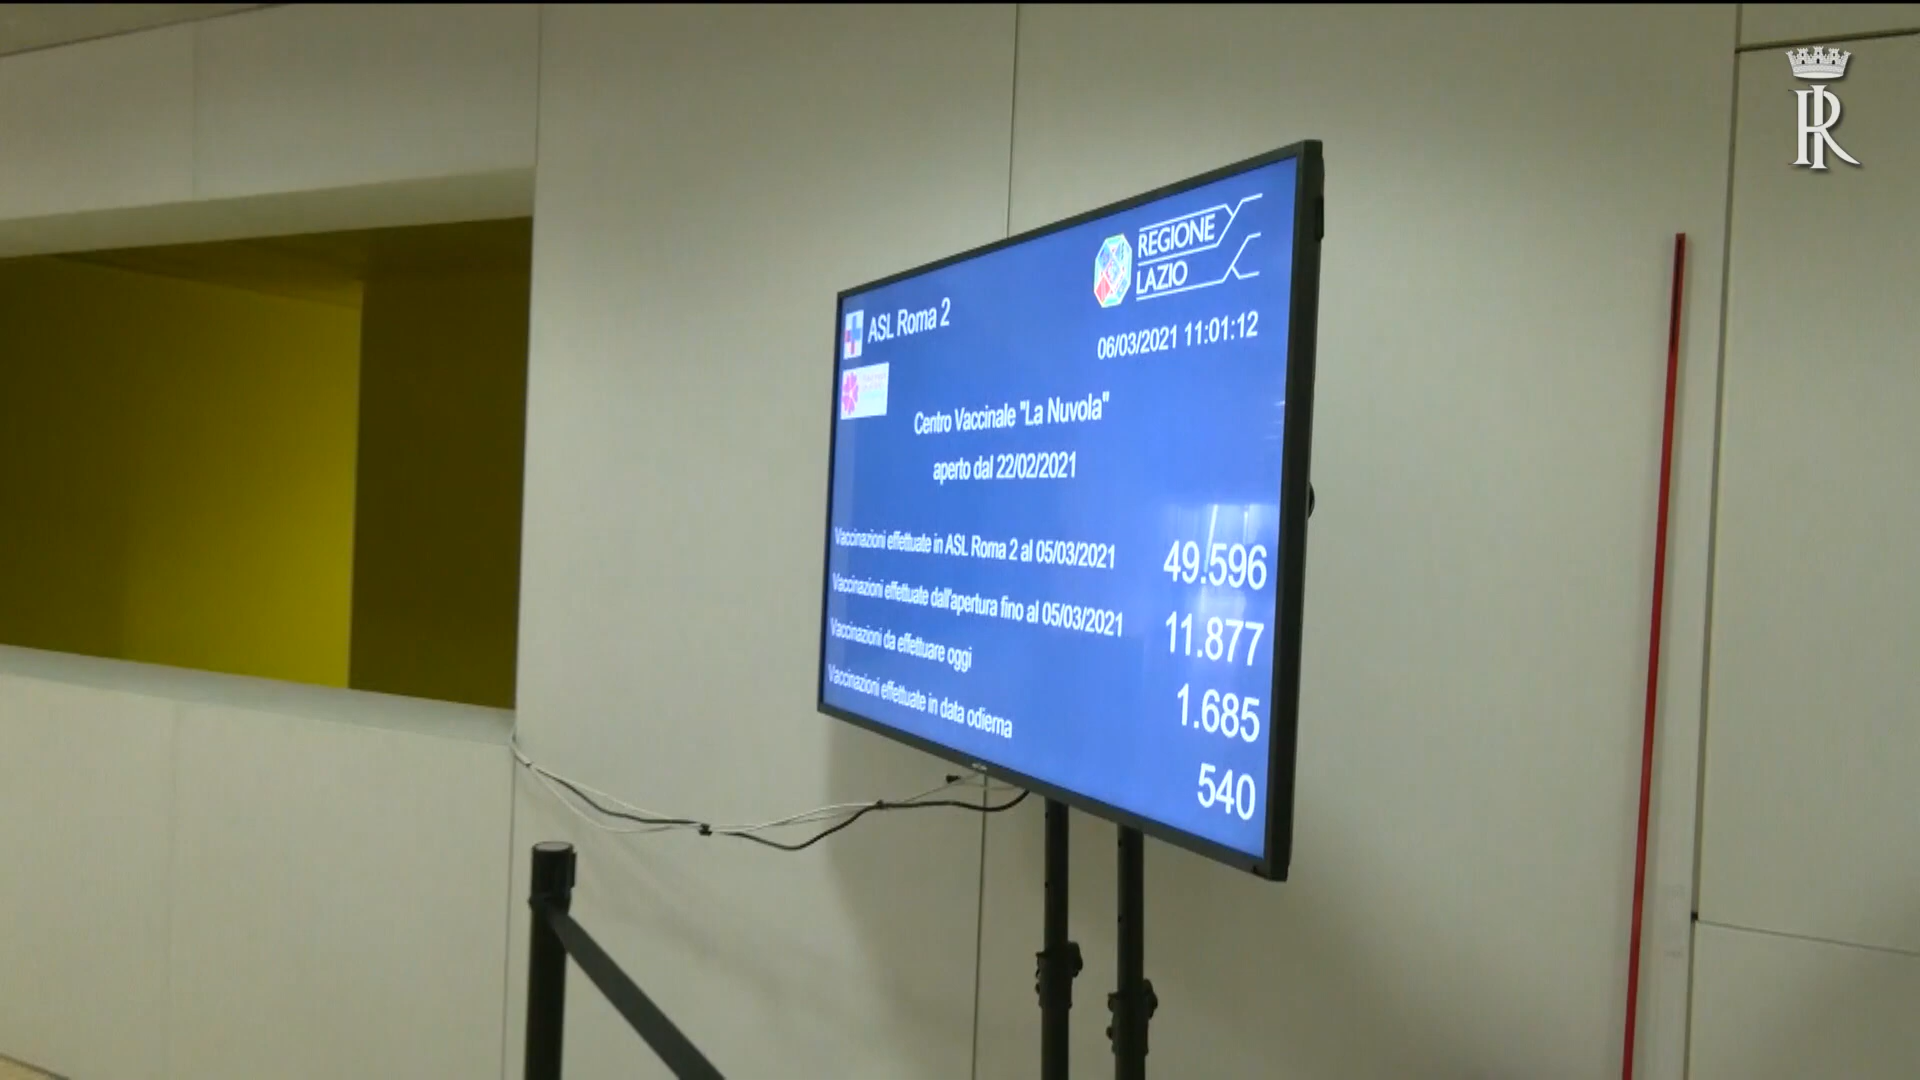 ASL Roma 2
REGIONE
LAZIO
06/03/2021 11:01:12
Centro Vaccinale "La Nuvola"
aperto dal 22/02/2021
Vaccinazioni effettuate in ASL Roma 2 al 05/03/2021 49.596
Vaccinazioni effettuate dall'apertura fino al 05/03/2021 11.877
Vaccinazioni da effettuare oggi 1.685
Vaccinazioni effettuate in data odierna 540